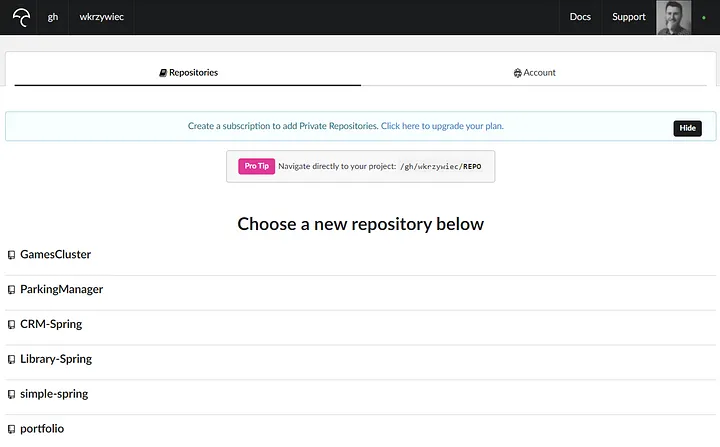 gh wkrzywiec Docs Support
Repositories Account
Create a subscription to add Private Repositories. Click here to upgrade your plan. Hide
Pro Tip Navigate directly to your project: /gh/wkrzywiec/REPO
Choose a new repository below
GamesCluster
ParkingManager
CRM-Spring
Library-Spring
simple-spring
portfolio